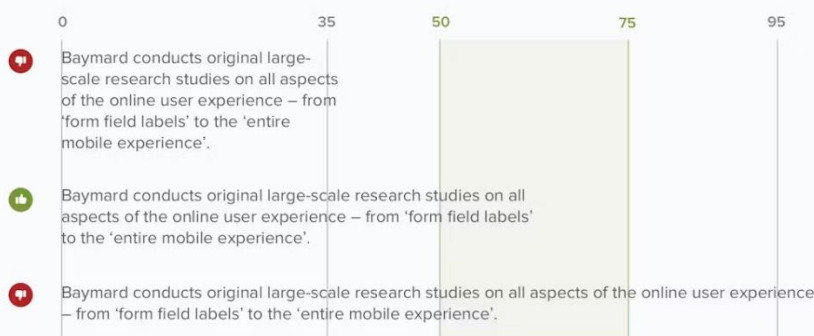 0 35 50 75 95
Baymard conducts original large-
scale research studies on all aspects
of the online user experience – from
‘form field labels’ to the ‘entire
mobile experience’.
Baymard conducts original large-scale research studies on all
aspects of the online user experience – from ‘form field labels’
to the ‘entire mobile experience’.
Baymard conducts original large-scale research studies on all aspects of the online user experience
– from ‘form field labels’ to the ‘entire mobile experience’.